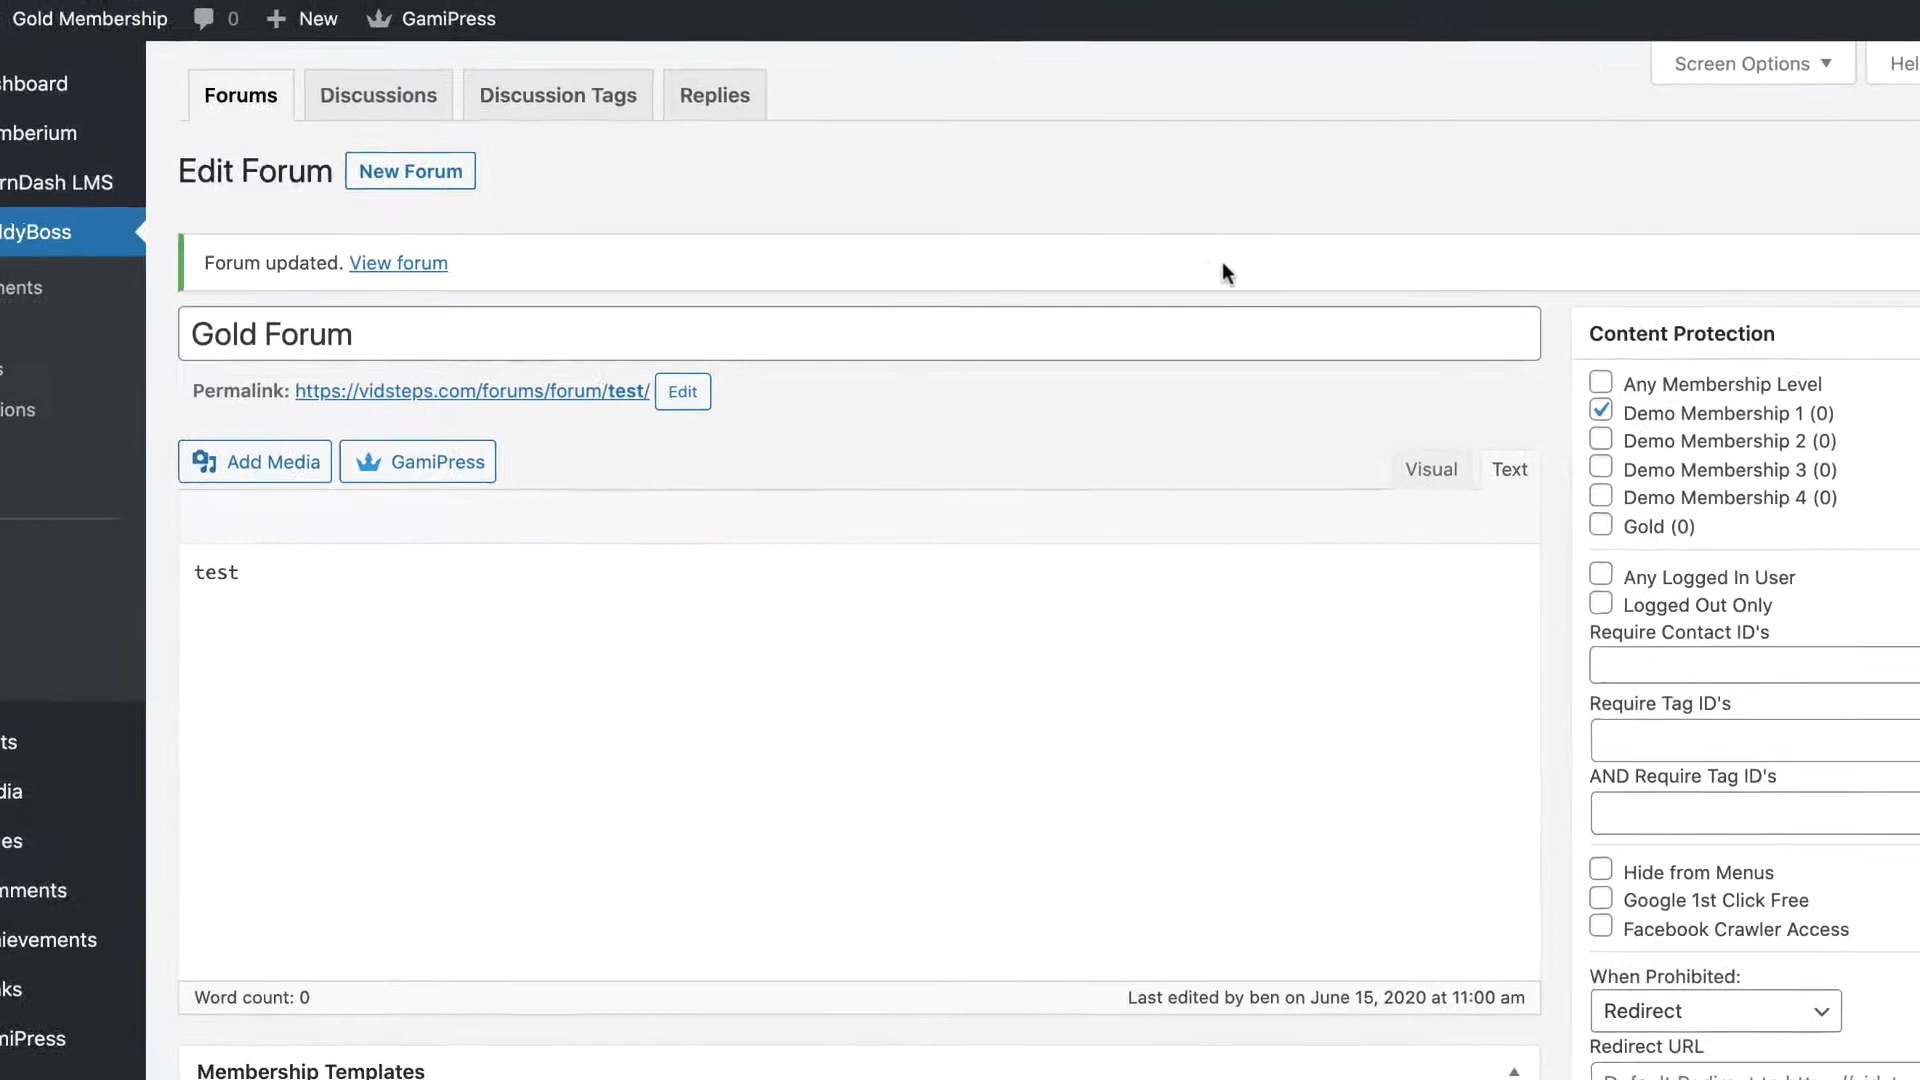 Gold Membership 0 New GamiPress
Screen Options Hel
Forums Discussions Discussion Tags Replies
Edit Forum New Forum
Forum updated. View forum
Gold Forum
Permalink: https://vidsteps.com/forums/forum/test/ Edit
Add Media GamiPress
Visual Text
test
Word count: 0
Last edited by ben on June 15, 2020 at 11:00 am
Membership Templates
hboard
mberium
rnDash LMS
ldyBoss
nents
s
ions
ts
dia
es
mments
ievements
ks
miPress
Content Protection
Any Membership Level
Demo Membership 1 (0)
Demo Membership 2 (0)
Demo Membership 3 (0)
Demo Membership 4 (0)
Gold (0)
Any Logged In User
Logged Out Only
Require Contact ID's
Require Tag ID's
AND Require Tag ID's
Hide from Menus
Google 1st Click Free
Facebook Crawler Access
When Prohibited:
Redirect
Redirect URL